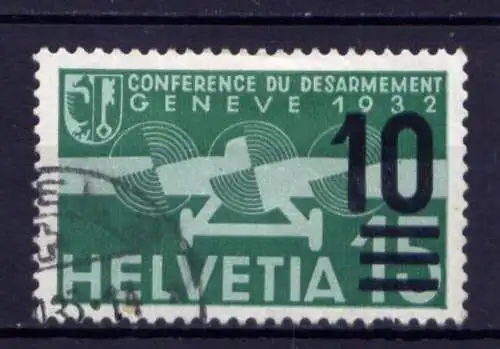 CONFERENCE DU DESARMEMENT
GENEVE 1932
10
HELVETIA 15